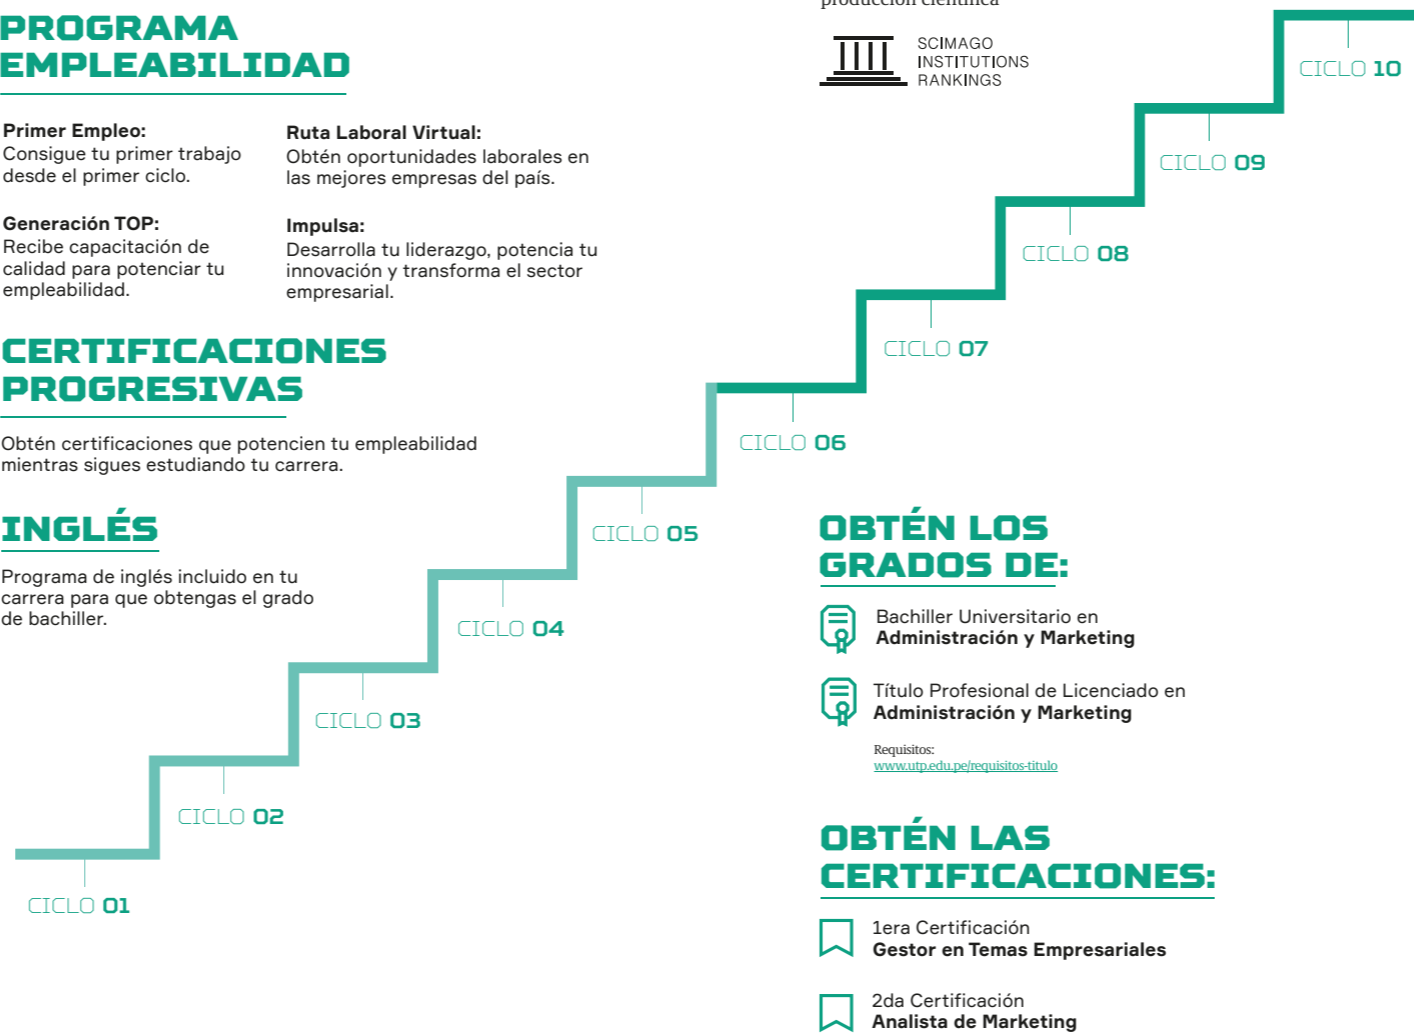 PROGRAMA
EMPLEABILIDAD
Primer Empleo:
Consigue tu primer trabajo
desde el primer ciclo.
Ruta Laboral Virtual:
Obtén oportunidades laborales en
las mejores empresas del país.
Generación TOP:
Recibe capacitación de
calidad para potenciar tu
empleabilidad.
Impulsa:
Desarrolla tu liderazgo, potencia tu
innovación y transforma el sector
empresarial.
CERTIFICACIONES
PROGRESIVAS
Obtén certificaciones que potencien tu empleabilidad
mientras sigues estudiando tu carrera.
INGLÉS
Programa de inglés incluido en tu
carrera para que obtengas el grado
de bachiller.
CICLO 01
CICLO 02
CICLO 03
CICLO 04
CICLO 05
CICLO 06
CICLO 07
CICLO 08
CICLO 09
CICLO 10
producción científica
SCIMAGO
INSTITUTIONS
RANKINGS
OBTÉN LOS
GRADOS DE:
Bachiller Universitario en
Administración y Marketing
Título Profesional de Licenciado en
Administración y Marketing
Requisitos:
www.utp.edu.pe/requisitos-titulo
OBTÉN LAS
CERTIFICACIONES:
1era Certificación
Gestor en Temas Empresariales
2da Certificación
Analista de Marketing